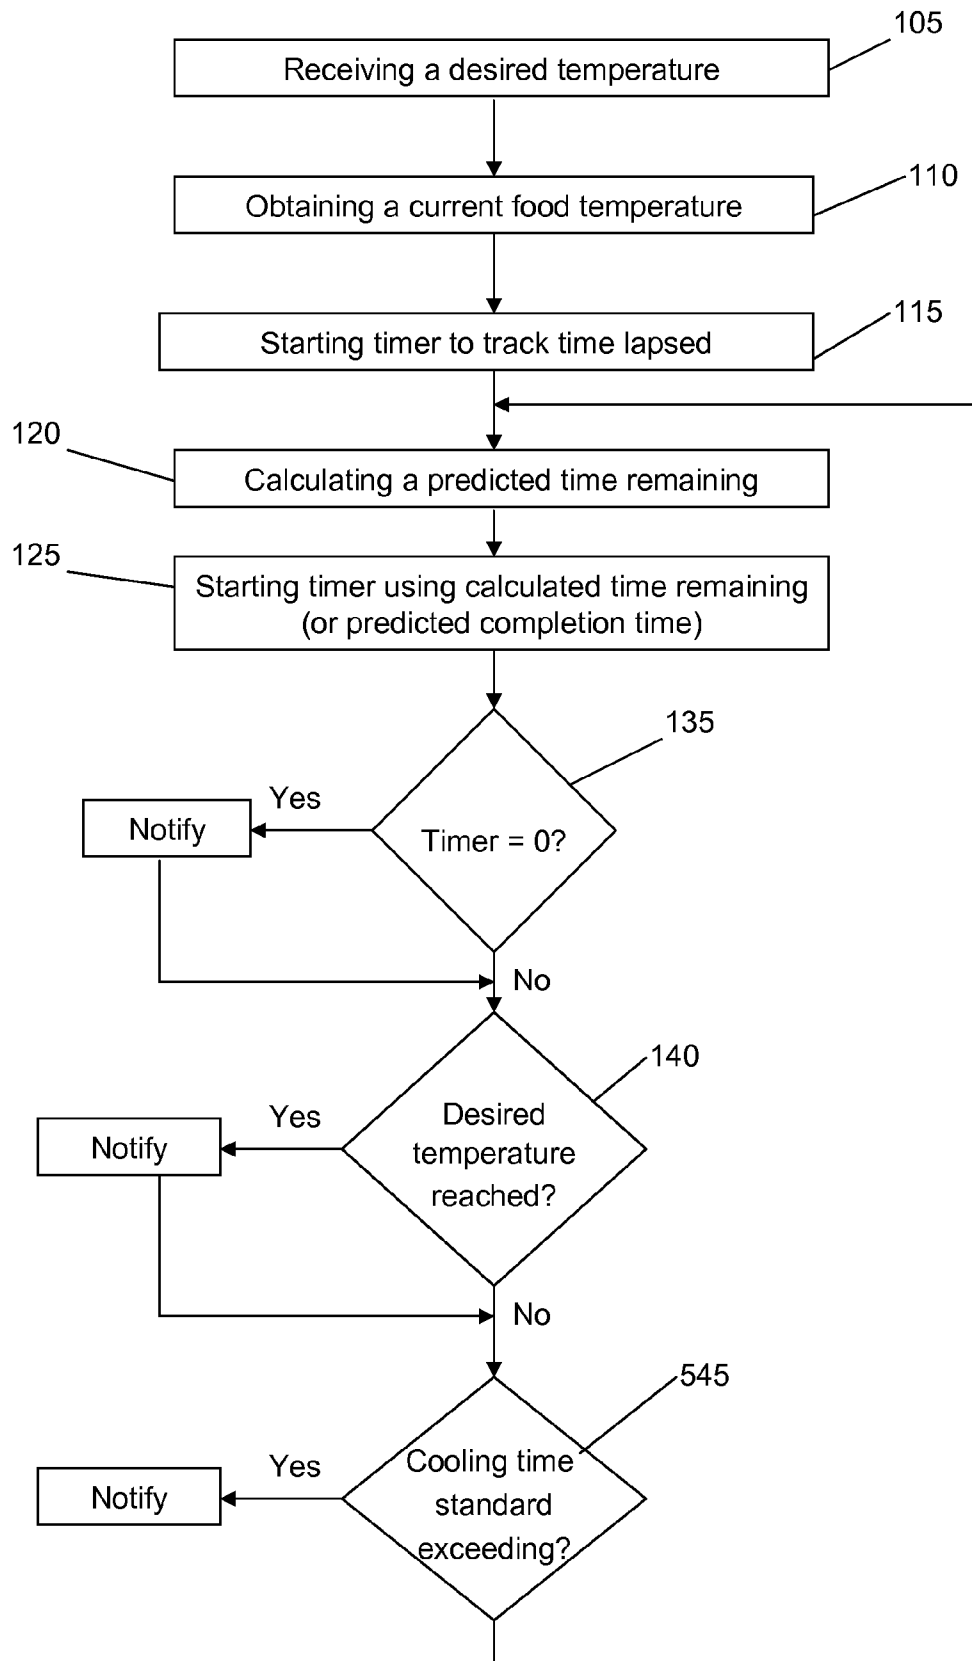 105
Receiving a desired temperature
110
Obtaining a current food temperature
115
Starting timer to track time lapsed
120
Calculating a predicted time remaining
125
Starting timer using calculated time remaining
(or predicted completion time)
135
Yes
Notify
Timer = 0?
No
140
Yes
Notify
Desired
temperature
reached?
No
545
Yes
Notify
Cooling time
standard
exceeding?